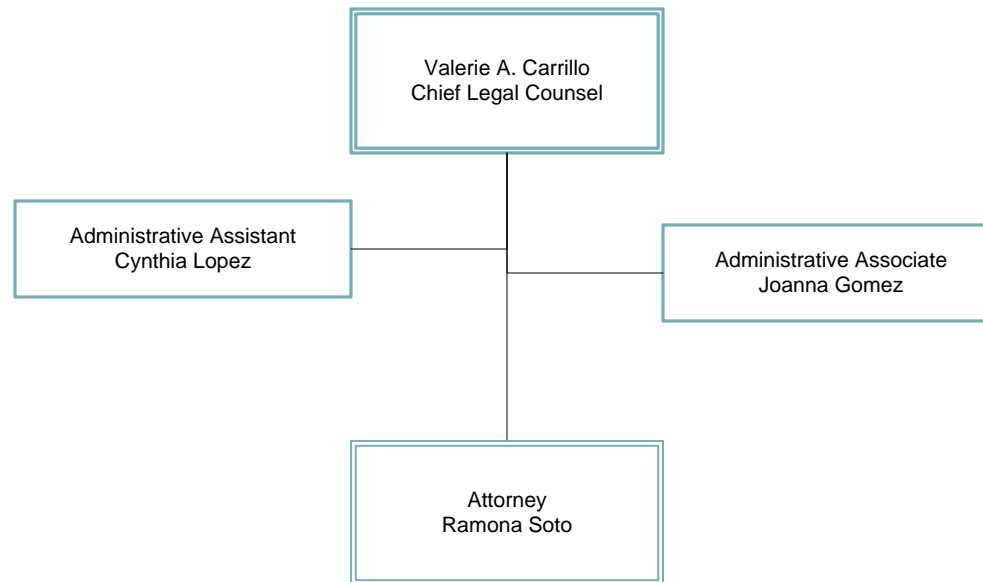 Valerie A. Carrillo
Chief Legal Counsel
Administrative Assistant
Cynthia Lopez
Administrative Associate
Joanna Gomez
Attorney
Ramona Soto